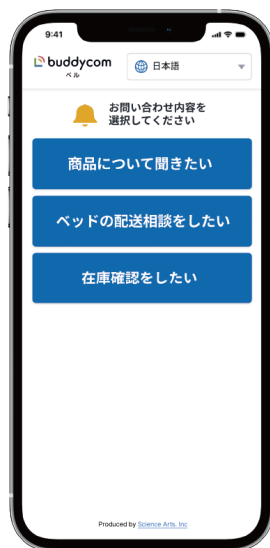 9:41
buddycom
ベル
日本語
お問い合わせ内容を
選択してください
商品について聞きたい
ベッドの配送相談をしたい
在庫確認をしたい
Produced by Science Arts, Inc